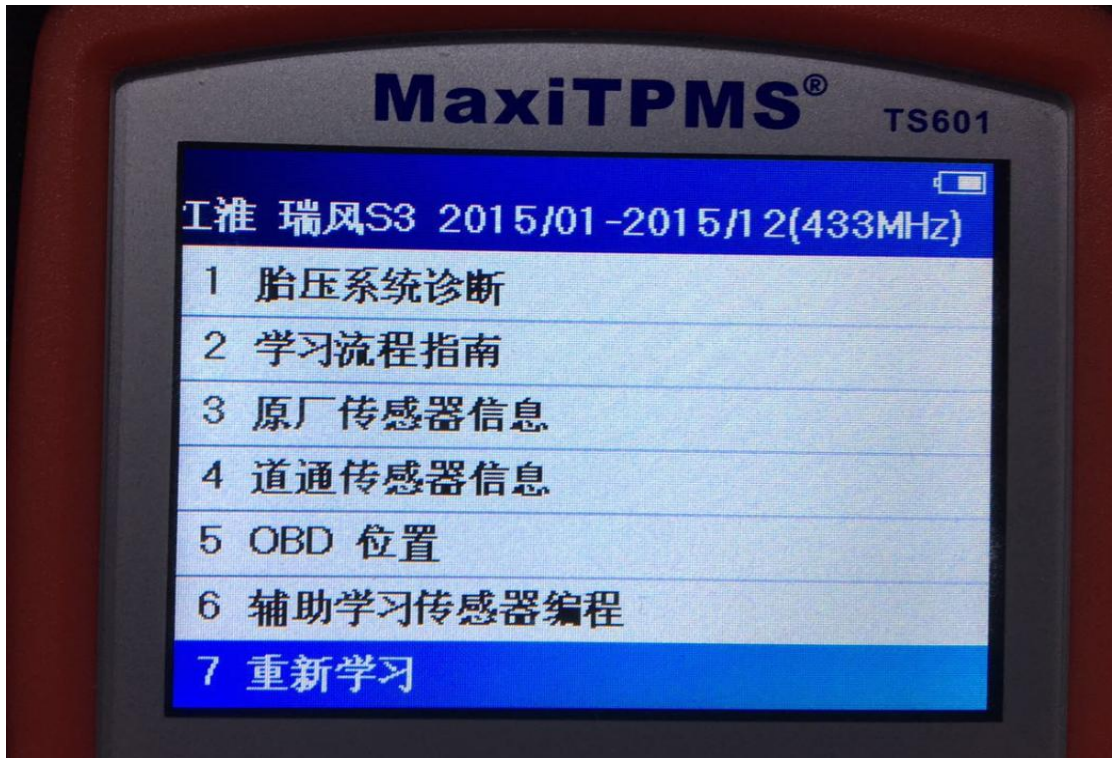 MaxiTPMS®
TS601
江淮 瑞风S3 2015/01-2015/12(433MHz)
1 胎压系统诊断
2 学习流程指南
3 原厂传感器信息
4 道通传感器信息
5 OBD 位置
6 辅助学习传感器编程
7 重新学习